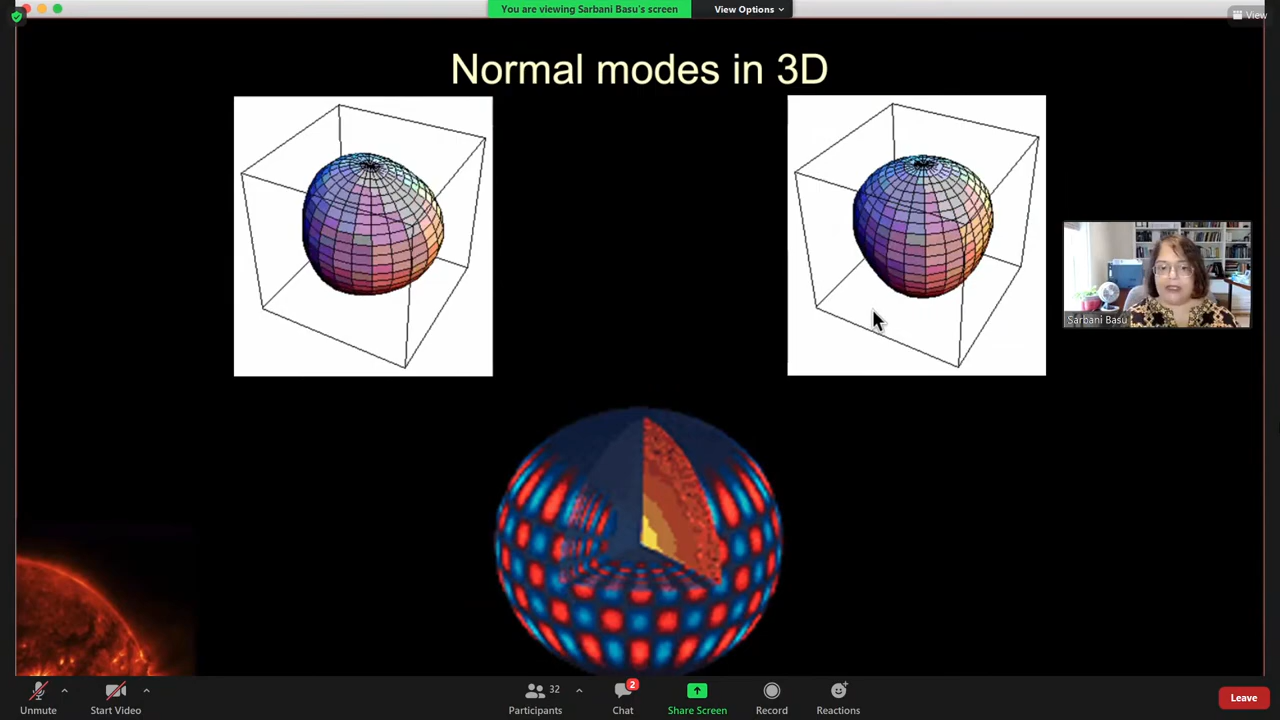 You are viewing Sarbani Basu's screen
View Options
View
Normal modes in 3D
Sarbani Basu
Unmute
Start Video
32
Participants
2
Chat
Share Screen
Record
Reactions
Leave